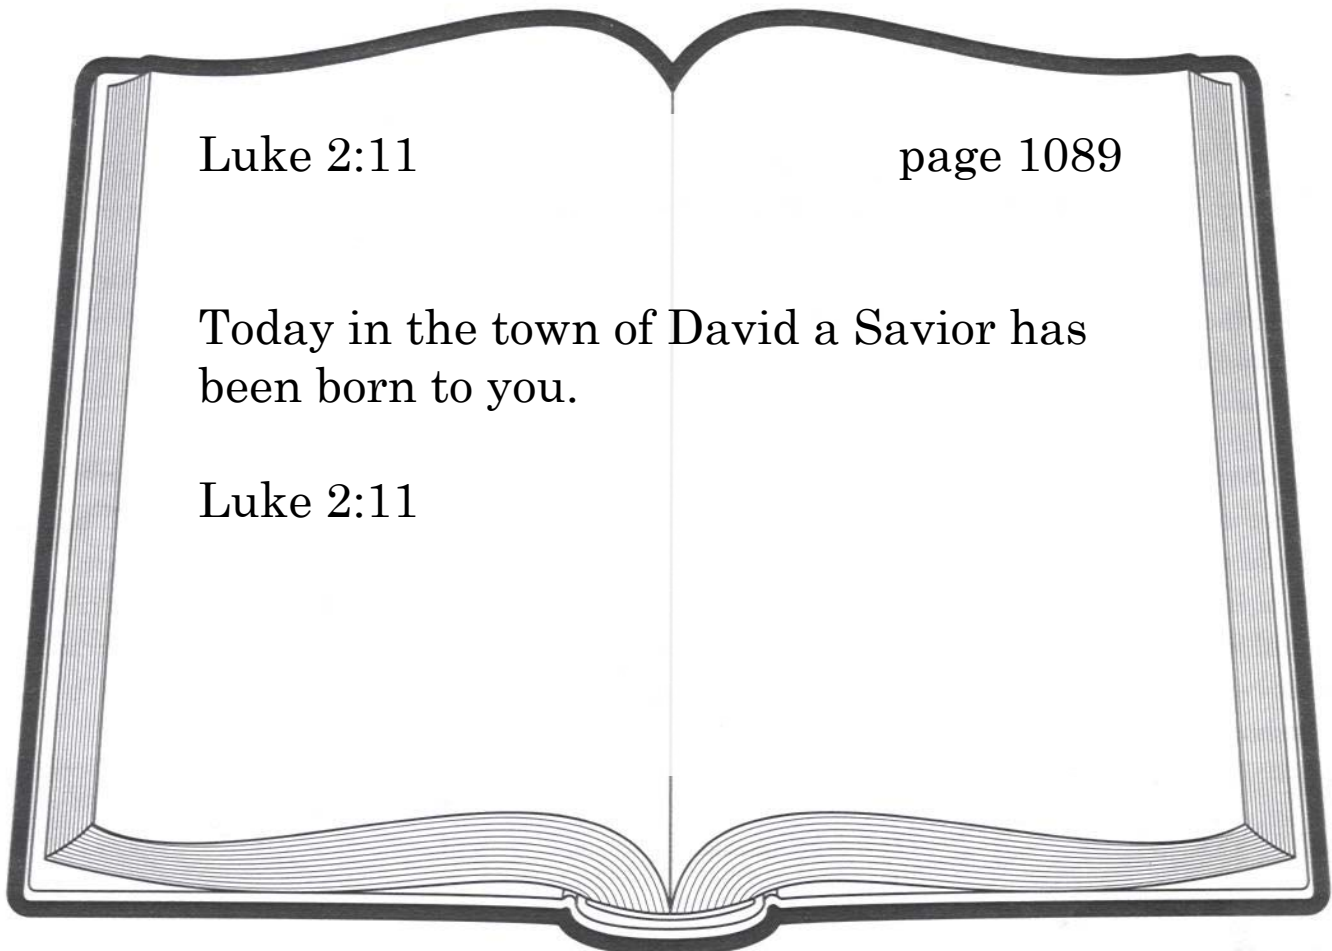 Luke 2:11 page 1089
Today in the town of David a Savior has
been born to you.
Luke 2:11